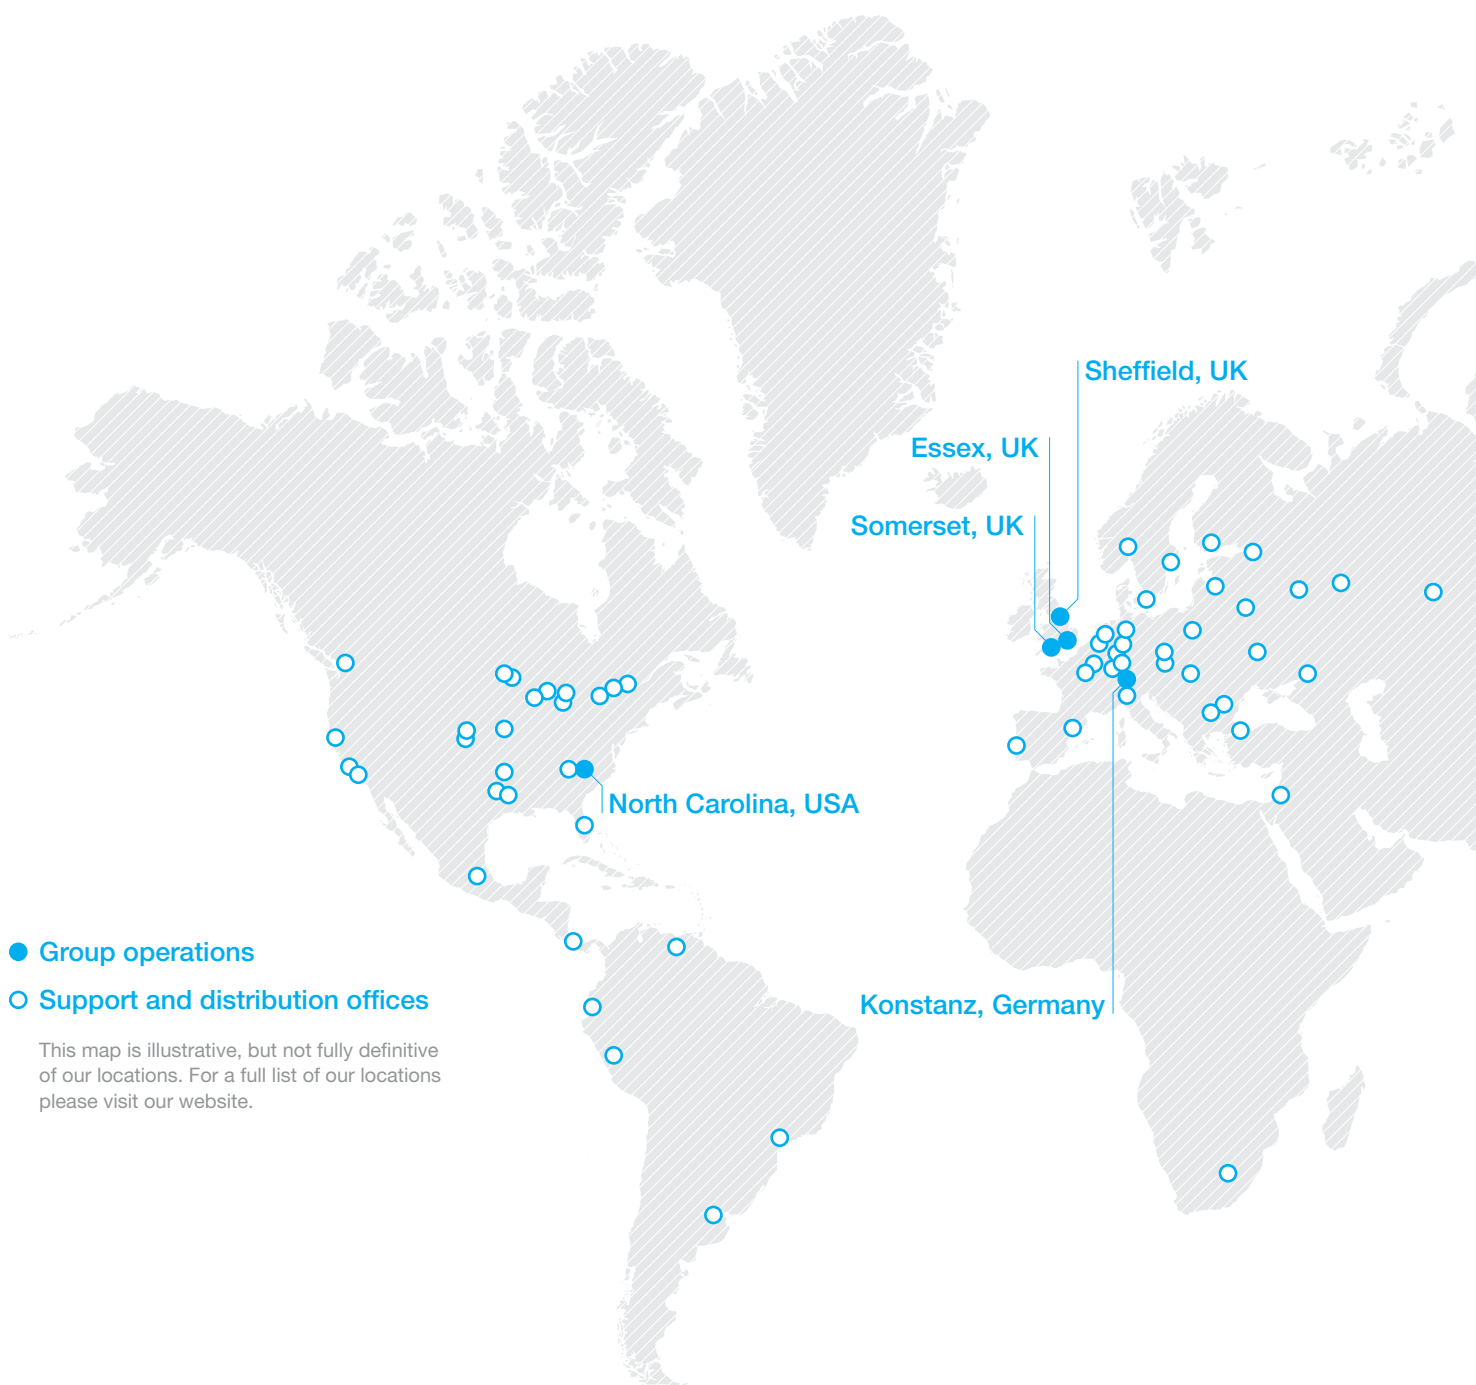 Sheffield, UK
Essex, UK
Somerset, UK
North Carolina, USA
Group operations
Support and distribution offices
Konstanz, Germany
This map is illustrative, but not fully definitive
of our locations. For a full list of our locations
please visit our website.